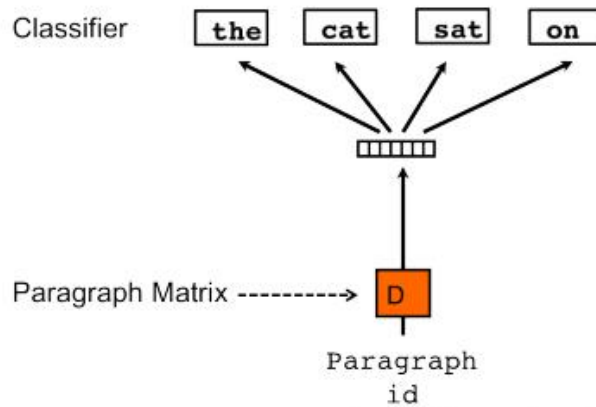 Classifier the cat sat on
D
Paragraph Matrix
Paragraph
id